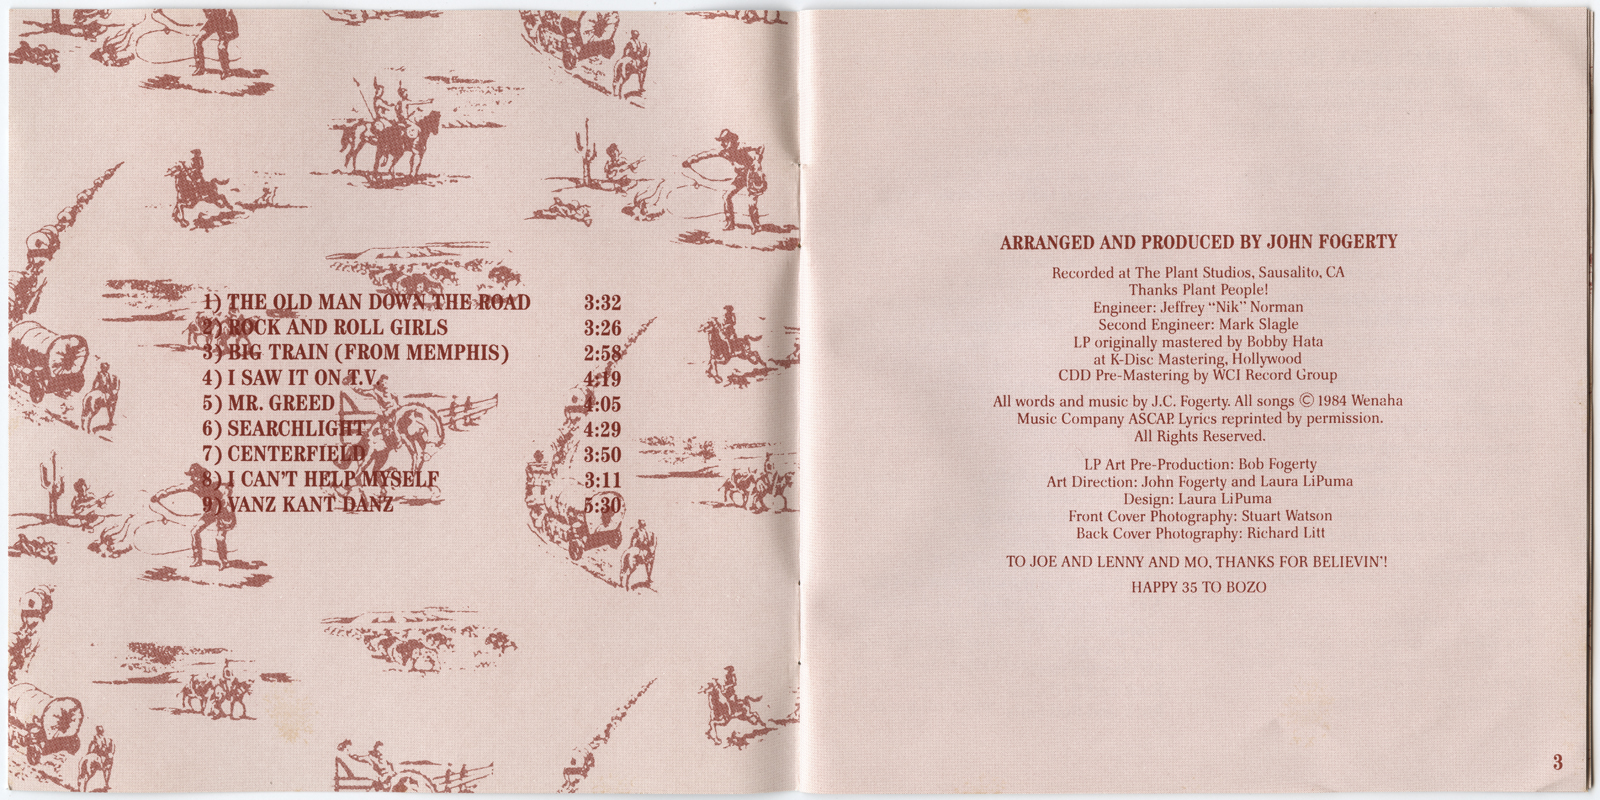 1) THE OLD MAN DOWN THE ROAD 3:32
2) ROCK AND ROLL GIRLS 3:26
3) BIG TRAIN (FROM MEMPHIS) 2:58
4) I SAW IT ON T.V. 4:19
5) MR. GREED 4:05
6) SEARCHLIGHT 4:29
7) CENTERFIELD 3:50
8) I CAN'T HELP MYSELF 3:11
9) VANZ KANT DANZ 5:30
ARRANGED AND PRODUCED BY JOHN FOGERTY
Recorded at The Plant Studios, Sausalito, CA
Thanks Plant People!
Engineer: Jeffrey “Nik” Norman
Second Engineer: Mark Slagle
LP originally mastered by Bobby Hata
at K-Disc Mastering, Hollywood
CDD Pre-Mastering by WCI Record Group
All words and music by J.C. Fogerty. All songs © 1984 Wenaha
Music Company ASCAP. Lyrics reprinted by permission.
All Rights Reserved.
LP Art Pre-Production: Bob Fogerty
Art Direction: John Fogerty and Laura LiPuma
Design: Laura LiPuma
Front Cover Photography: Stuart Watson
Back Cover Photography: Richard Litt
TO JOE AND LENNY AND MO, THANKS FOR BELIEVIN'!
HAPPY 35 TO BOZO
3